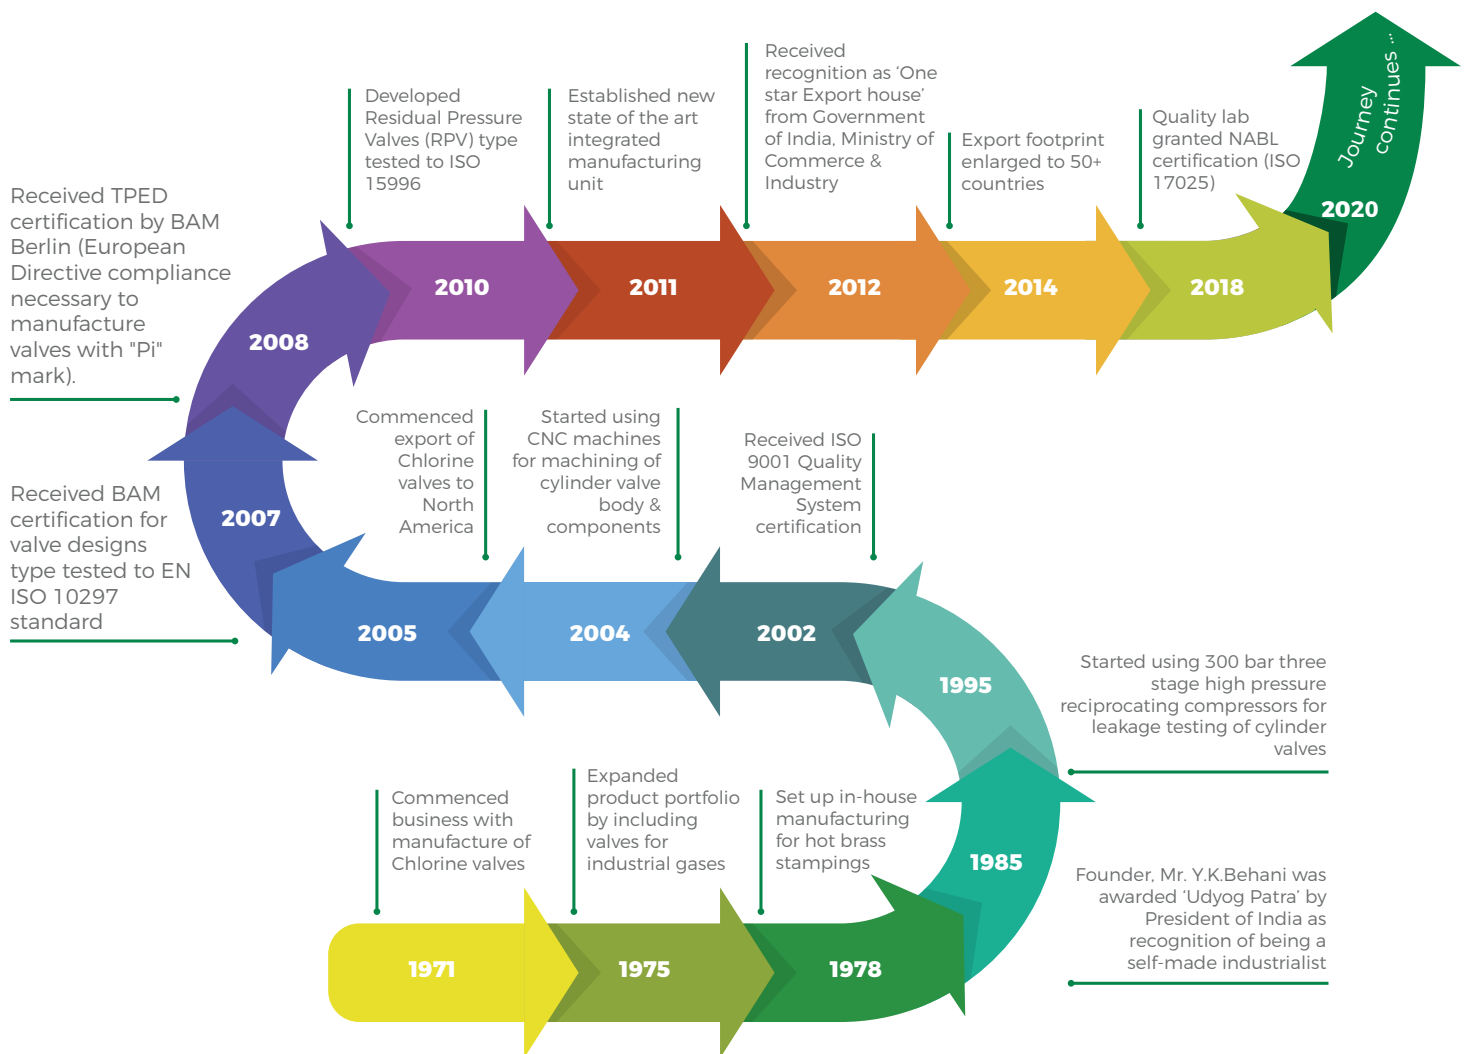 Journey
continues ...
2020
Received
recognition as ‘One
star Export house’
from Government
of India, Ministry of
Commerce &
Industry
Developed
Residual Pressure
Valves (RPV) type
tested to ISO
15996
Established new
state of the art
integrated
manufacturing
unit
Export footprint
enlarged to 50+
countries
Quality lab
granted NABL
certification (ISO
17025)
Received TPED
certification by BAM
Berlin (European
Directive compliance
necessary to
manufacture
valves with "Pi"
mark).
2008
2010
2011
2012
2014
2018
Commenced
export of
Chlorine
valves to
North
America
Started using
CNC machines
for machining of
cylinder valve
body &
components
Received ISO
9001 Quality
Management
System
certification
Received BAM
certification for
valve designs
type tested to EN
ISO 10297
standard
2007
2005
2004
2002
1995
Started using 300 bar three
stage high pressure
reciprocating compressors for
leakage testing of cylinder
valves
Commenced
business with
manufacture of
Chlorine valves
Expanded
product portfolio
by including
valves for
industrial gases
Set up in-house
manufacturing
for hot brass
stampings
1985
Founder, Mr. Y.K.Behani was
awarded ‘Udyog Patra’ by
President of India as
recognition of being a
self-made industrialist
1971
1975
1978